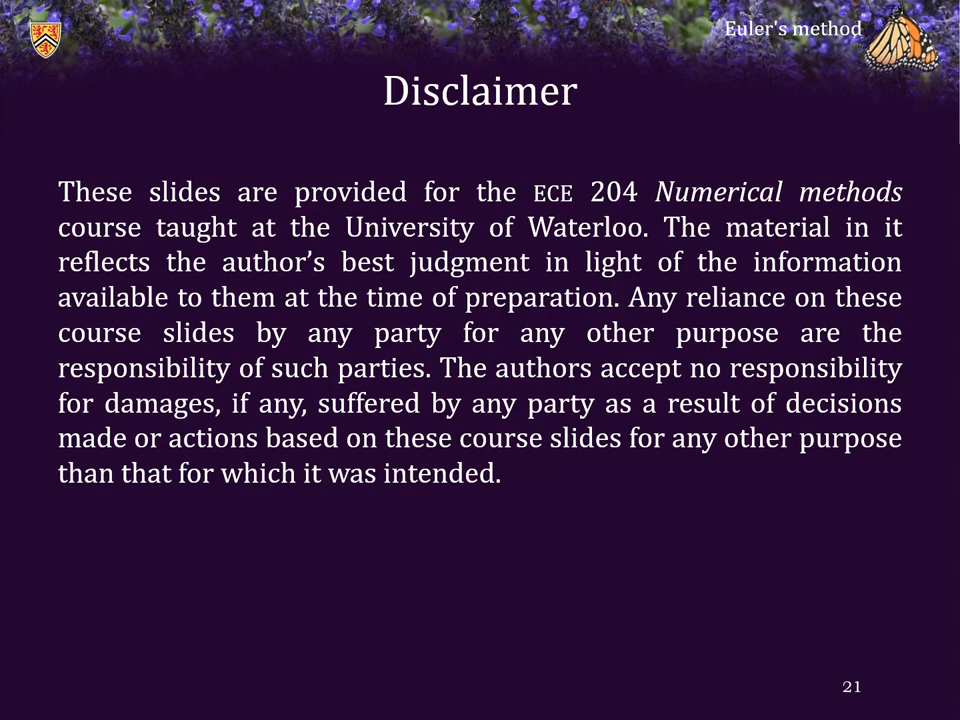 Euler's method
Disclaimer
These slides are provided for the ECE 204 Numerical methods
course taught at the University of Waterloo. The material in it
reflects the author’s best judgment in light of the information
available to them at the time of preparation. Any reliance on these
course slides by any party for any other purpose are the
responsibility of such parties. The authors accept no responsibility
for damages, if any, suffered by any party as a result of decisions
made or actions based on these course slides for any other purpose
than that for which it was intended.
21